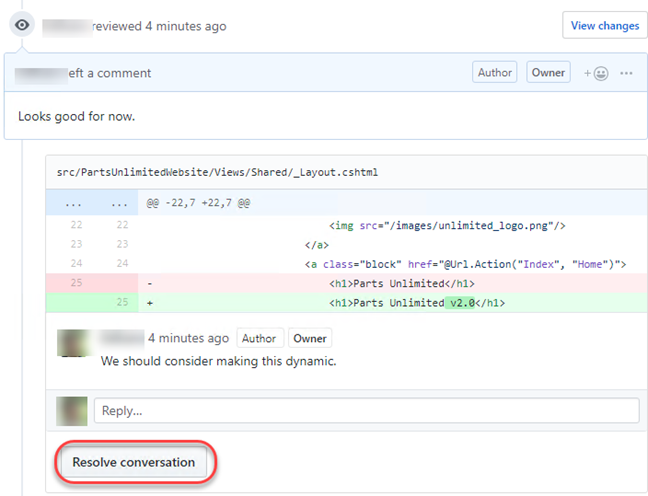 reviewed 4 minutes ago
View changes
eft a comment
Author
Owner
+
...
Looks good for now.
src/PartsUnlimitedWebsite/Views/Shared/_Layout.cshtml
... ... @@ -22,7 +22,7 @@
22 22 <img src="/images/unlimited_logo.png"/>
23 23 </a>
24 24 <a class="block" href="@Url.Action("Index", "Home")">
25 - <h1>Parts Unlimited</h1>
25 + <h1>Parts Unlimited v2.0</h1>
4 minutes ago Author Owner
We should consider making this dynamic.
Reply...
Resolve conversation